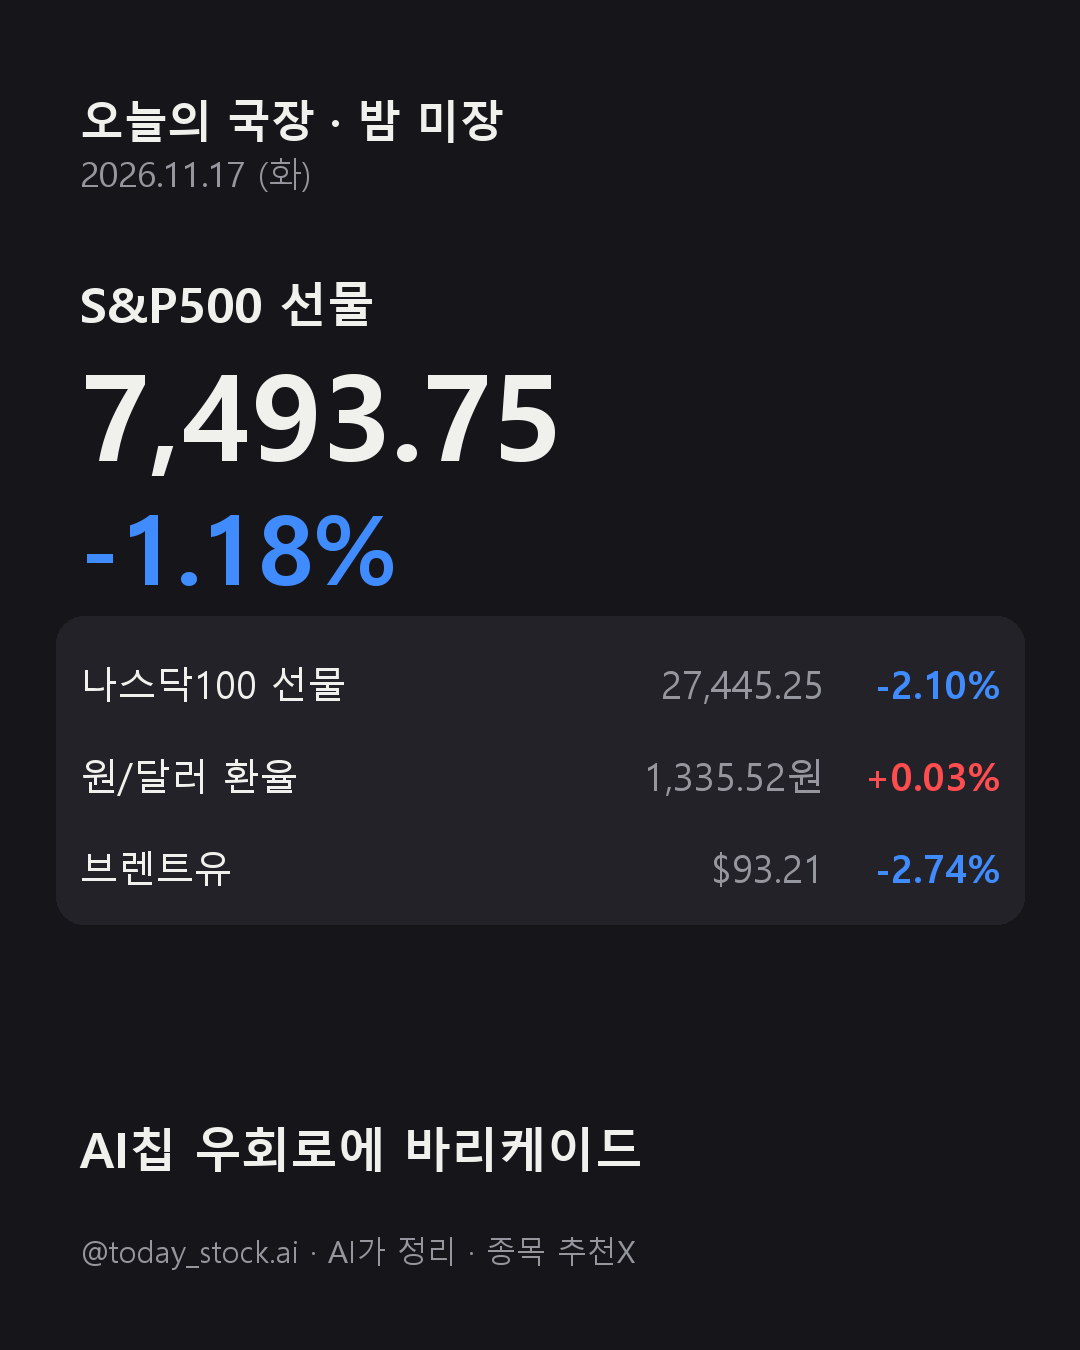 오늘의 국장 · 밤 미장
2026.11.17 (화)
S&P500 선물
7,493.75
-1.18%
나스닥100 선물 27,445.25 -2.10%
원/달러 환율 1,335.52원 +0.03%
브렌트유 $93.21 -2.74%
AI칩 우회로에 바리케이드
@today_stock.ai · AI가 정리 · 종목 추천X